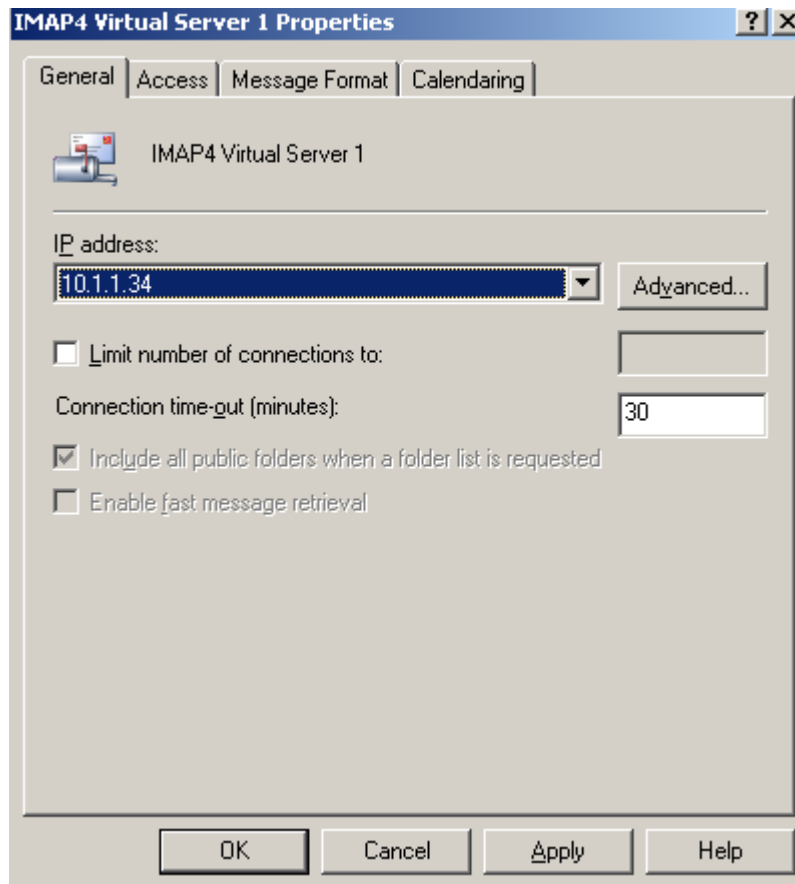 IMAP4 Virtual Server 1 Properties
General Access Message Format Calendaring
IMAP4 Virtual Server 1
IP address:
10.1.1.34 Advanced...
Limit number of connections to:
Connection time-out (minutes): 30
Include all public folders when a folder list is requested
Enable fast message retrieval
OK Cancel Apply Help